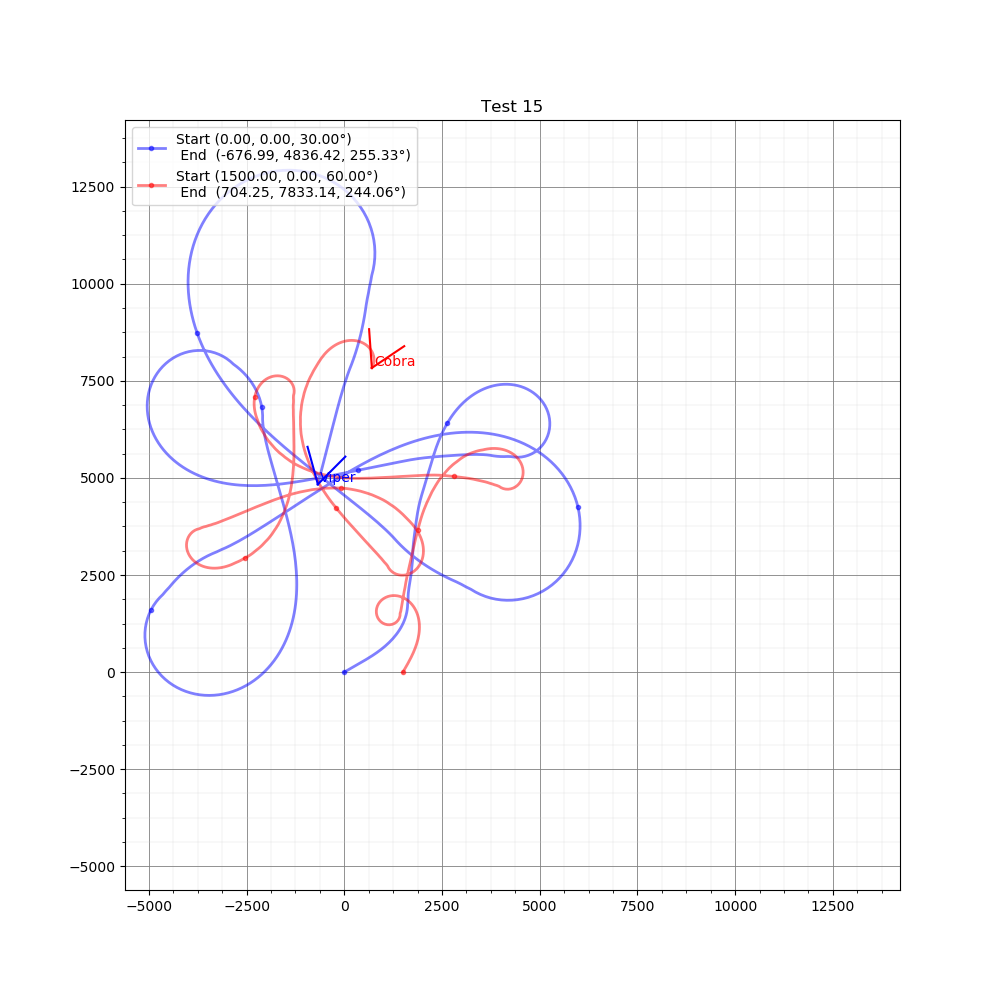 Test 15
Start (0.00, 0.00, 30.00°)
End (-676.99, 4836.42, 255.33°)
Start (1500.00, 0.00, 60.00°)
End (704.25, 7833.14, 244.06°)
12500
10000
7500
5000
2500
0
−2500
−5000
Cobra
Viper
−5000 −2500 0 2500 5000 7500 10000 12500